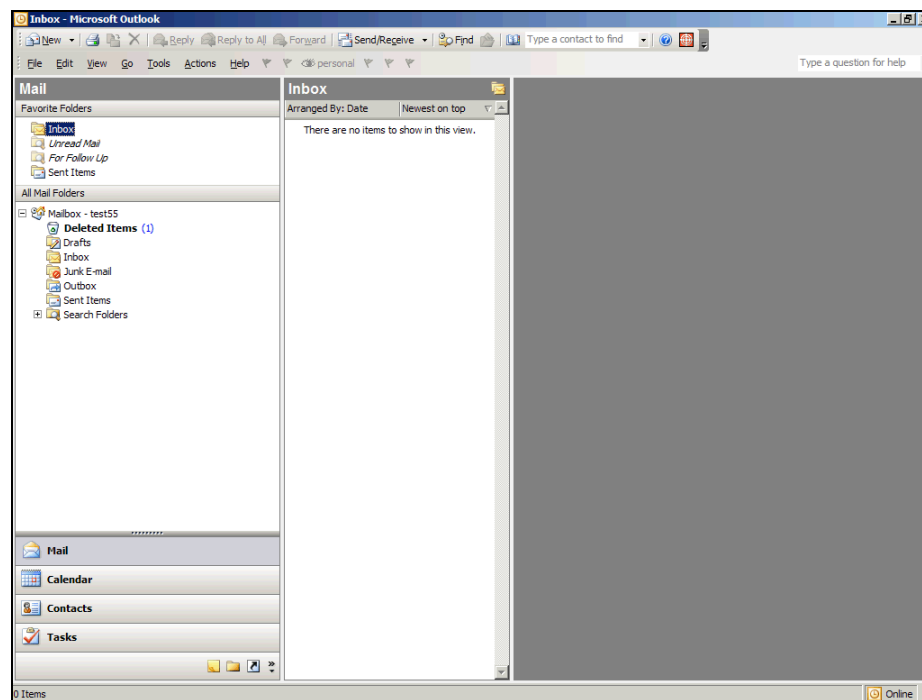 Inbox - Microsoft Outlook
New Reply Reply to All Forward Send/Receive Find Type a contact to find
File Edit View Go Tools Actions Help personal Type a question for help
Mail
Favorite Folders
Inbox
Unread Mail
For Follow Up
Sent Items
All Mail Folders
Mailbox - test55
Deleted Items (1)
Drafts
Inbox
Junk E-mail
Outbox
Sent Items
Search Folders
Mail
Calendar
Contacts
Tasks
Inbox
Arranged By: Date Newest on top
There are no items to show in this view.
0 Items Online